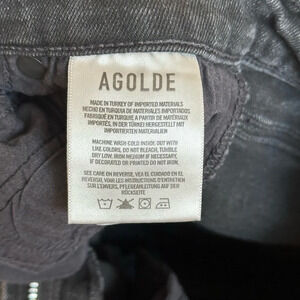 AGOLDE
MADE IN TURKEY OF IMPORTED MATERIALS
HECHO EN TURQUIA DE MATERIALES IMPORTADOS
FABRIQUÉ EN TURQUIE A PARTIR DE MATÉRIAUX
IMPORTÉS, IN DER TÜRKEI HERGESTELLT MIT
IMPORTIERTEN MATERIALIEN
MACHINE WASH COLD INSIDE OUT WITH
LIKE COLORS, DO NOT BLEACH, TUMBLE
DRY LOW, IRON MEDIUM IF NECESSARY,
IF DECORATED OR PRINTED DO NOT IRON.
SEE CARE ON REVERSE, VEA EL CUIDADO EN EL
REVERSO, VOIR LES INSTRUCTIONS D'ENTRETIEN
SUR L'ENVERS, PFLEGEANLEITUNG AUF DER
RÜCKSEITE